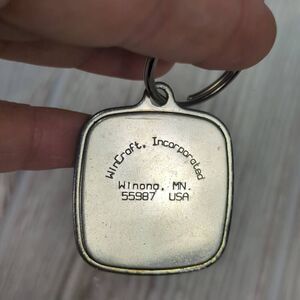 WinCraft, Incorporated
Winona, MN.
55987 USA